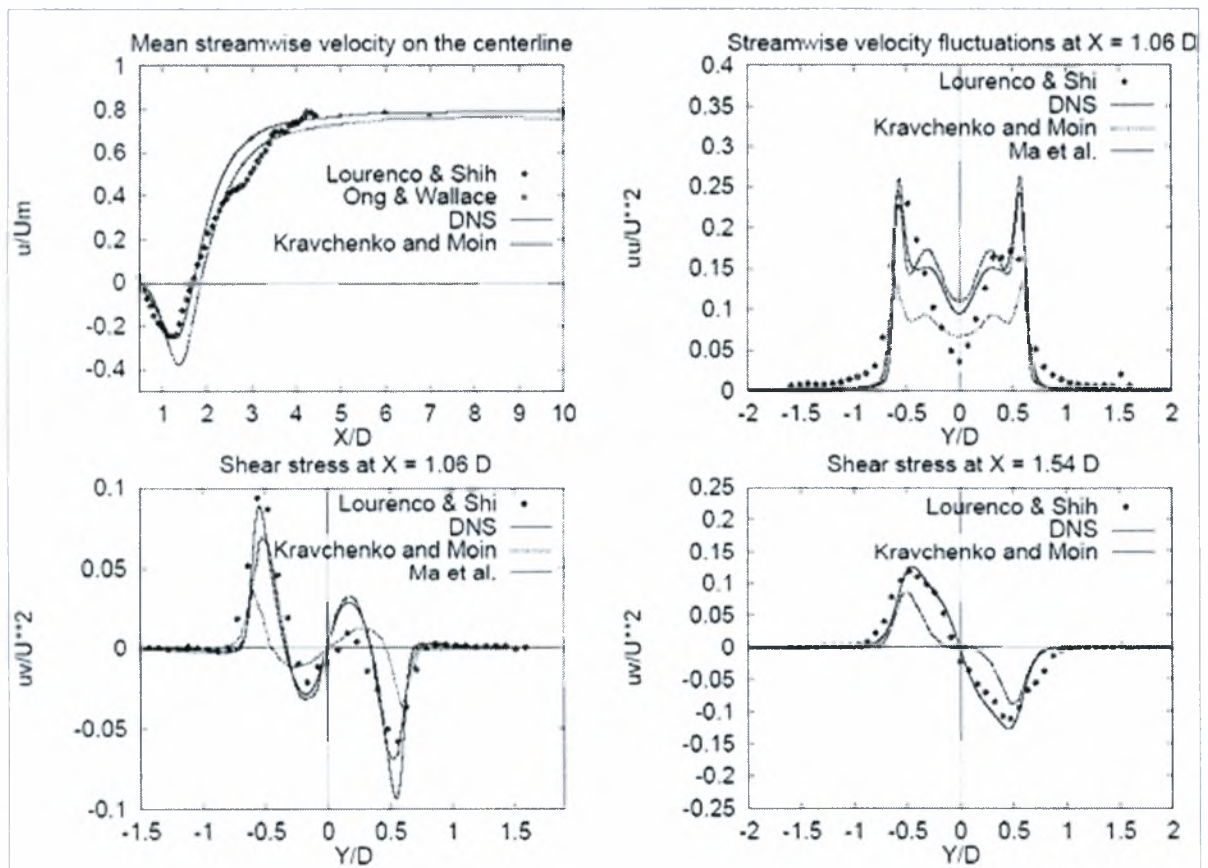 Mean streamwise velocity on the centerline
1
0.8
0.6
0.4
0.2
0
-0.2
-0.4
u/Um
Lourenco & Shih
Ong & Wallace
DNS
Kravchenko and Moin
1 2 3 4 5 6 7 8 9 10
X/D
Streamwise velocity fluctuations at X = 1.06 D
0.4
0.35
0.3
0.25
0.2
0.15
0.1
0.05
0
uu/U**2
Lourenco & Shi
DNS
Kravchenko and Moin
Ma et al.
-2 -1.5 -1 -0.5 0 0.5 1 1.5 2
Y/D
Shear stress at X = 1.06 D
0.1
0.05
0
-0.05
-0.1
uv/U**2
Lourenco & Shi
DNS
Kravchenko and Moin
Ma et al.
-1.5 -1 -0.5 0 0.5 1 1.5
Y/D
Shear stress at X = 1.54 D
0.25
0.2
0.15
0.1
0.05
0
-0.05
-0.1
-0.15
-0.2
-0.25
uv/U**2
Lourenco & Shih
DNS
Kravchenko and Moin
-2 -1.5 -1 -0.5 0 0.5 1 1.5 2
Y/D